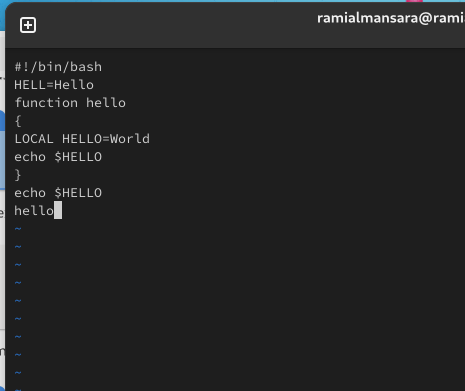 ramialmansara@rami
#!/bin/bash
HELL=Hello
function hello
{
LOCAL HELLO=World
echo $HELLO
}
echo $HELLO
hello
~
~
~
~
~
~
~
~
~
~